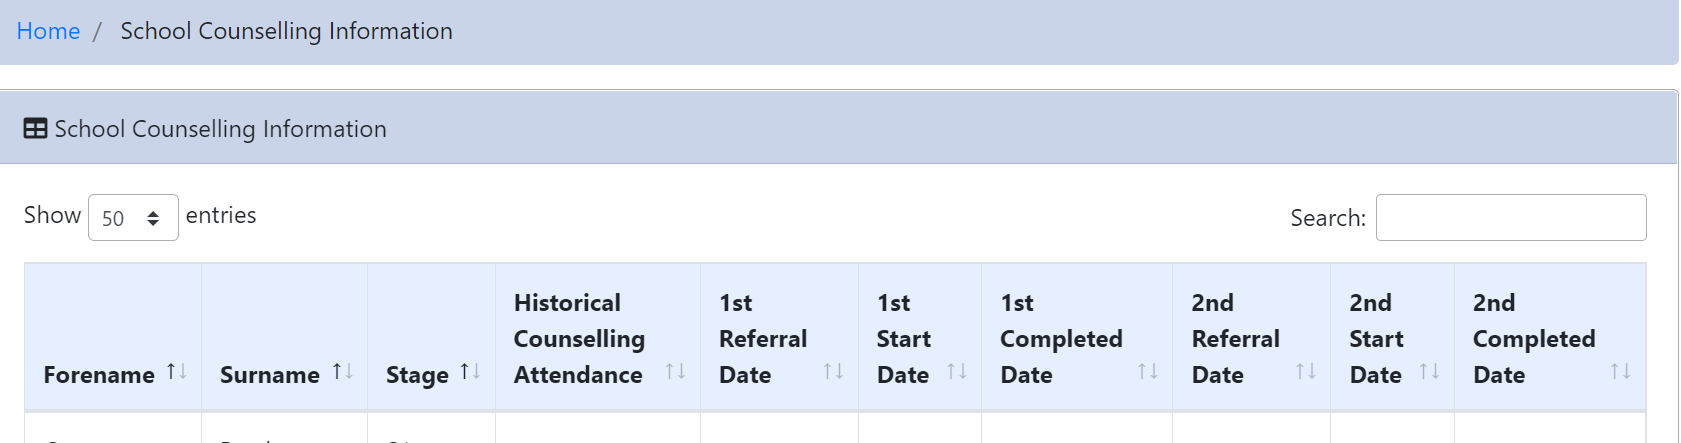 Home / School Counselling Information
School Counselling Information
Show 50 entries
Search:
Forename
Surname
Stage
Historical
Counselling
Attendance
1st
Referral
Date
1st
Start
Date
1st
Completed
Date
2nd
Referral
Date
2nd
Start
Date
2nd
Completed
Date